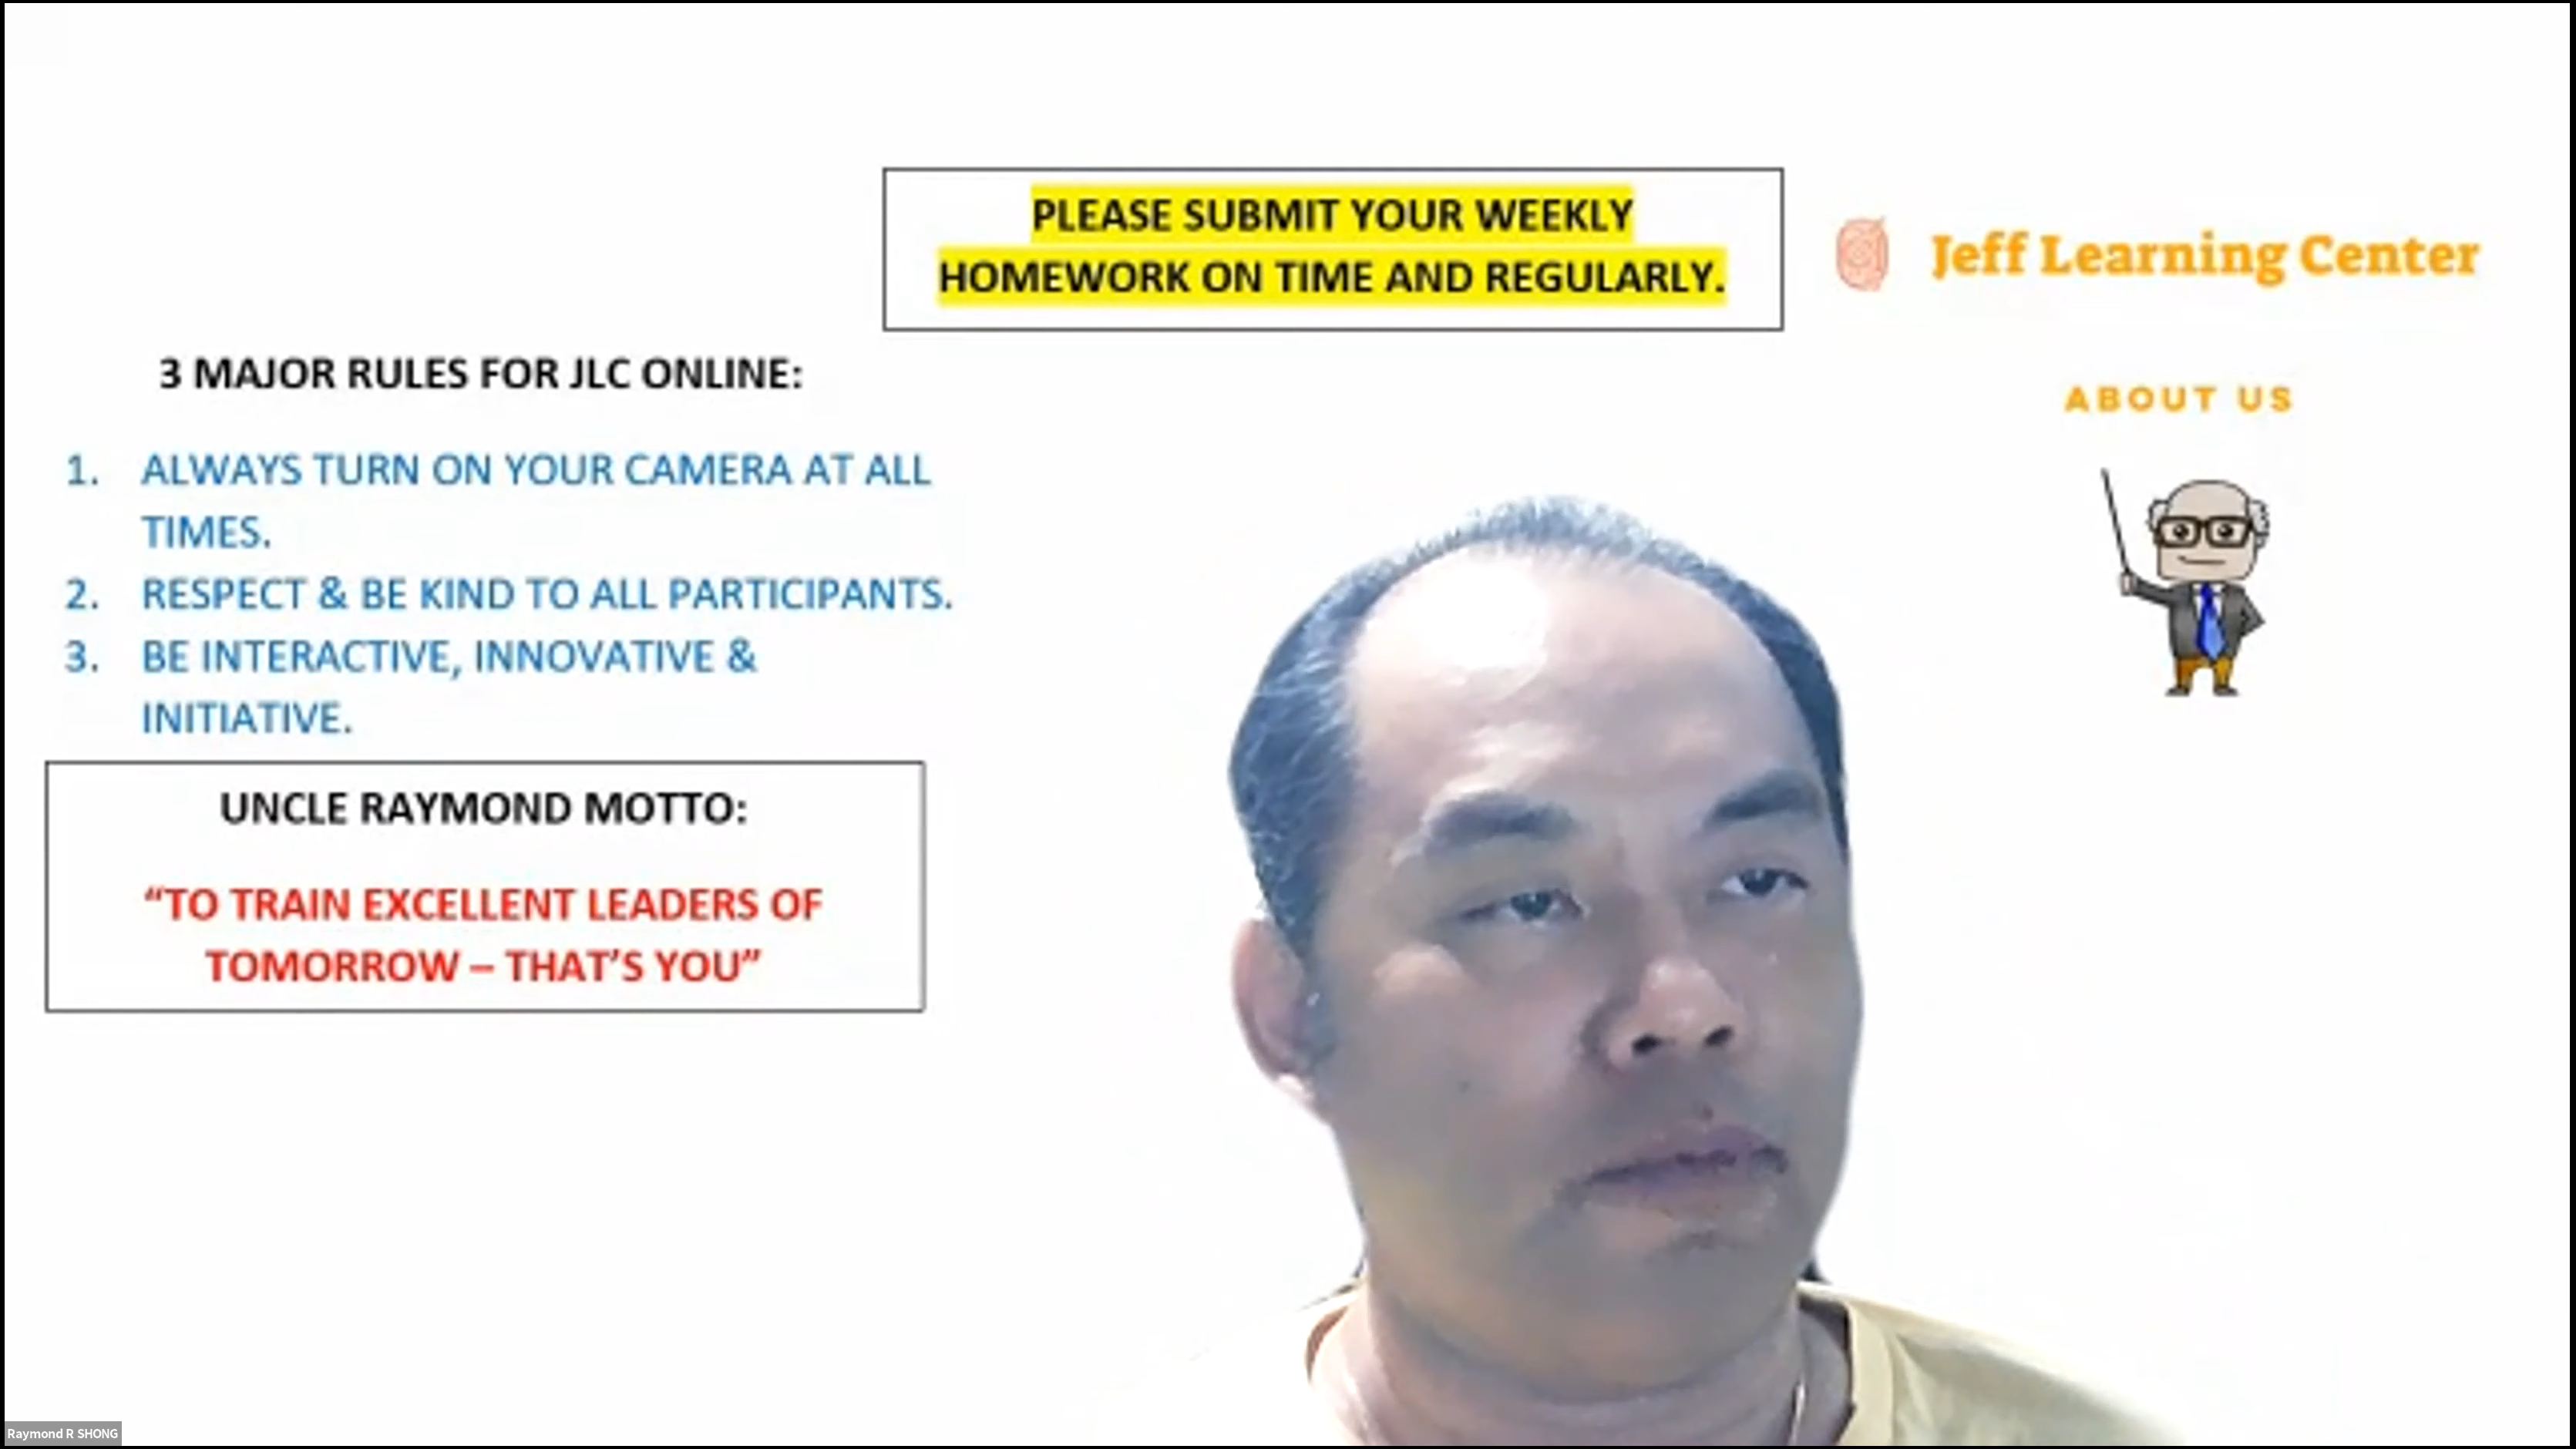 PLEASE SUBMIT YOUR WEEKLY
HOMEWORK ON TIME AND REGULARLY.
Jeff Learning Center
ABOUT US
3 MAJOR RULES FOR JLC ONLINE:
1. ALWAYS TURN ON YOUR CAMERA AT ALL
TIMES.
2. RESPECT & BE KIND TO ALL PARTICIPANTS.
3. BE INTERACTIVE, INNOVATIVE &
INITIATIVE.
UNCLE RAYMOND MOTTO:
“TO TRAIN EXCELLENT LEADERS OF
TOMORROW – THAT’S YOU”
Raymond R SHONG